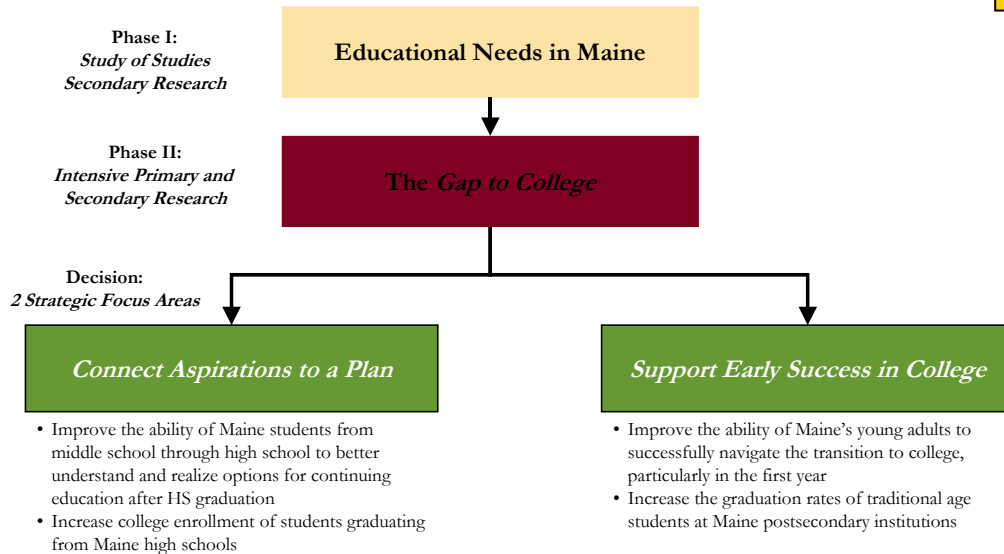 Phase I:
Study of Studies
Secondary Research
Educational Needs in Maine
Phase II:
Intensive Primary and
Secondary Research
The Gap to College
Decision:
2 Strategic Focus Areas
Connect Aspirations to a Plan
• Improve the ability of Maine students from
middle school through high school to better
understand and realize options for continuing
education after HS graduation
• Increase college enrollment of students graduating
from Maine high schools
Support Early Success in College
• Improve the ability of Maine’s young adults to
successfully navigate the transition to college,
particularly in the first year
• Increase the graduation rates of traditional age
students at Maine postsecondary institutions